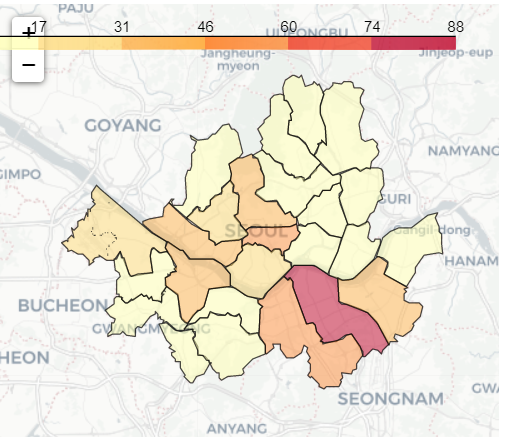 PAJU
+
17 31 46 60 74 88
UIJEONGBU
Jangheung-
myeon
Jinjeop-eup
−
GOYANG
NAMYANG
GIMPO
GURI
SEOUL
Gangil-dong
HANAM
BUCHEON
GWANGMYEONG
HEON
SEONGNAM
GWA
ANYANG